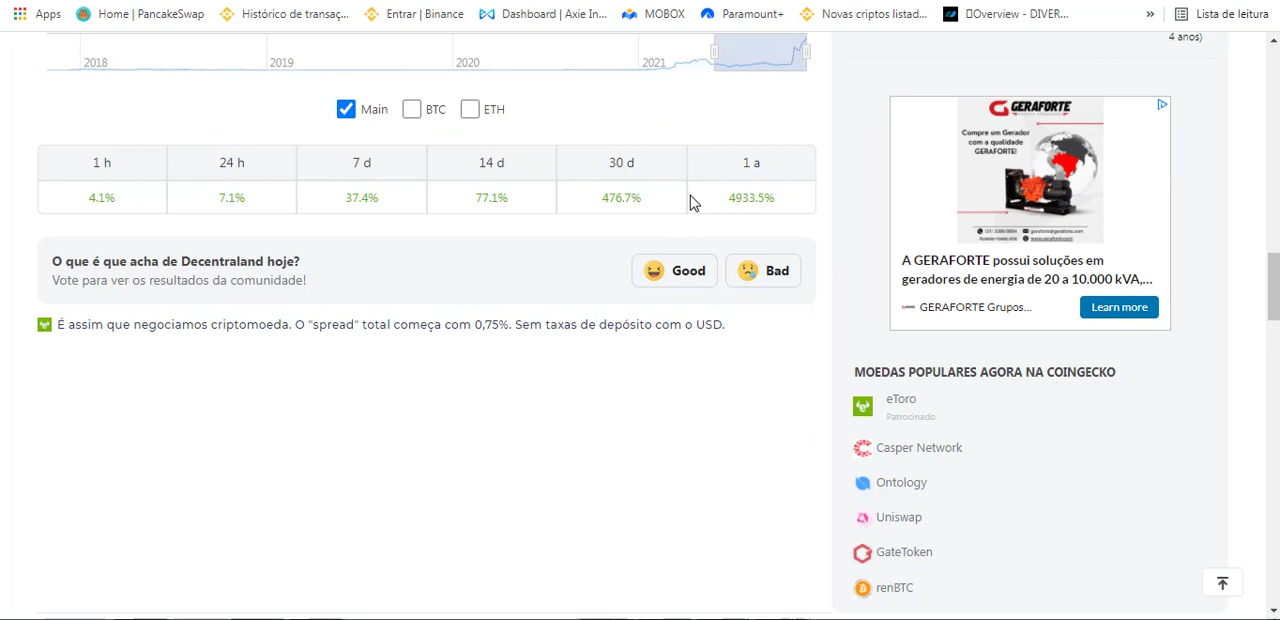 Apps
Home | PancakeSwap
Histórico de transaç...
Entrar | Binance
Dashboard | Axie In...
MOBOX
Paramount+
Novas criptos listad...
Overview - DIVER...
»
Lista de leitura
2018
2019
2020
2021
4 anos)
Main
BTC
ETH
1 h
24 h
7 d
14 d
30 d
1 a
4.1%
7.1%
37.4%
77.1%
476.7%
4933.5%
O que é que acha de Decentraland hoje?
Vote para ver os resultados da comunidade!
Good
Bad
É assim que negociamos criptomoeda. O "spread" total começa com 0,75%. Sem taxas de depósito com o USD.
GERAFORTE
Compre um Gerador
com a qualidade
GERAFORTE!
A GERAFORTE possui soluções em
geradores de energia de 20 a 10.000 kVA,...
GERAFORTE Grupos...
Learn more
MOEDAS POPULARES AGORA NA COINGECKO
eToro
Patrocinado
Casper Network
Ontology
Uniswap
GateToken
renBTC